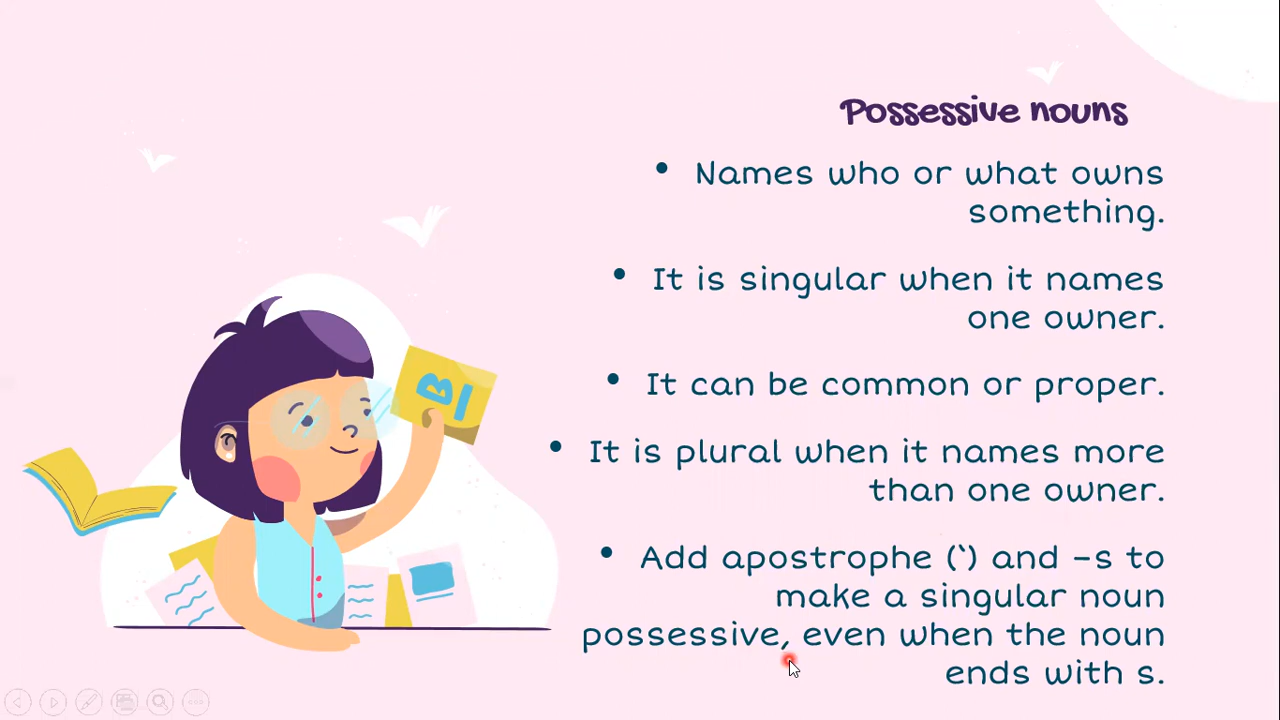 Possessive nouns
• Names who or what owns
something.
• It is singular when it names
one owner.
• It can be common or proper.
• It is plural when it names more
than one owner.
• Add apostrophe (‘) and –s to
make a singular noun
possessive, even when the noun
ends with s.
B